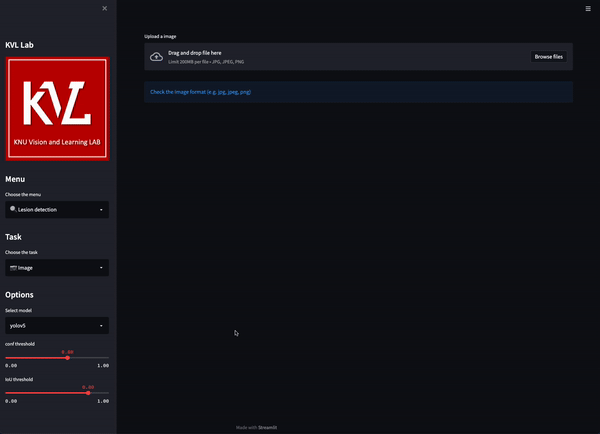 KVL Lab
KVL
KNU Vision and Learning LAB
Menu
Choose the menu
Lesion detection
Task
Choose the task
Image
Options
Select model
yolov5
conf threshold
0.60
0.00 1.00
IoU threshold
0.00 1.00
Upload a image
Drag and drop file here
Limit 200MB per file • JPG, JPEG, PNG
Browse files
Check the image format (e.g. jpg, jpeg, png)
Made with Streamlit